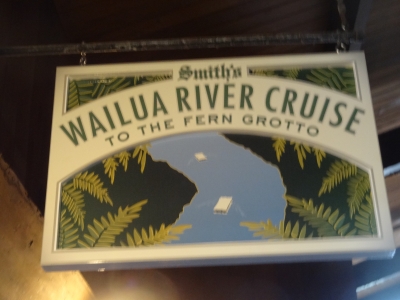 Smith's
WAILUA RIVER CRUISE
TO THE FERN GROTTO